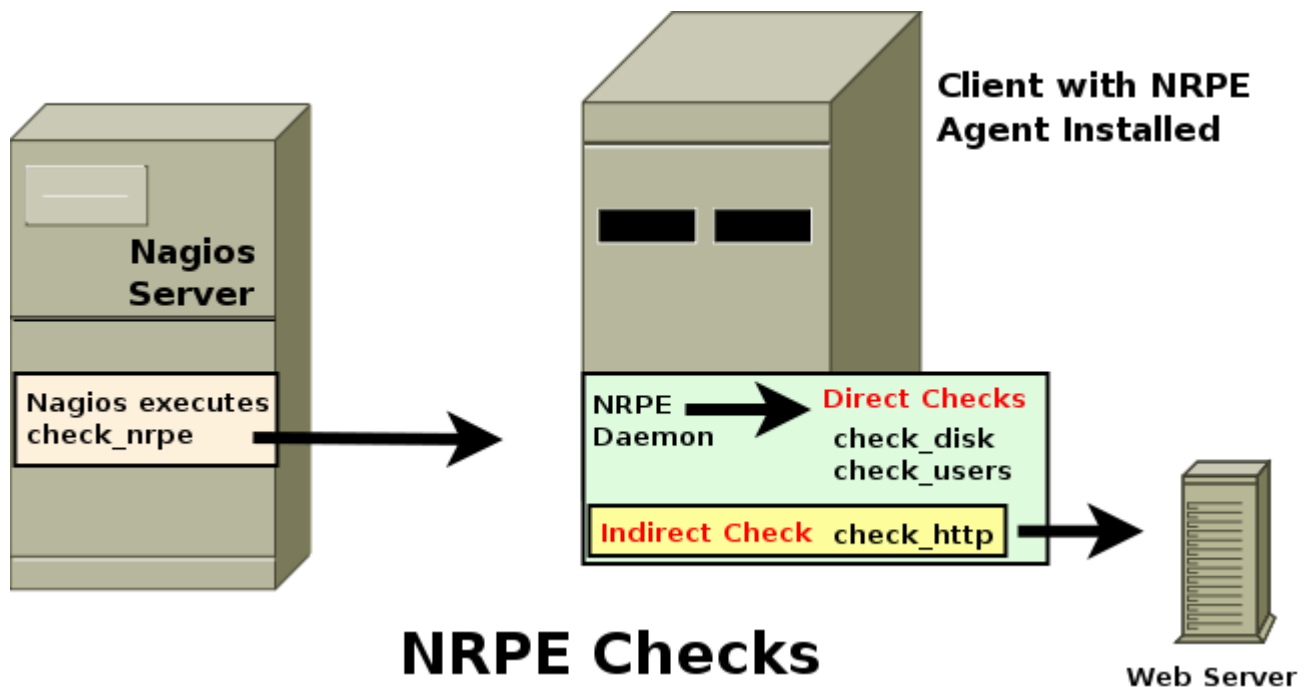 Client with NRPE
Agent Installed
Nagios
Server
Nagios executes
check_nrpe
NRPE
Daemon
Direct Checks
check_disk
check_users
Indirect Check check_http
NRPE Checks
Web Server